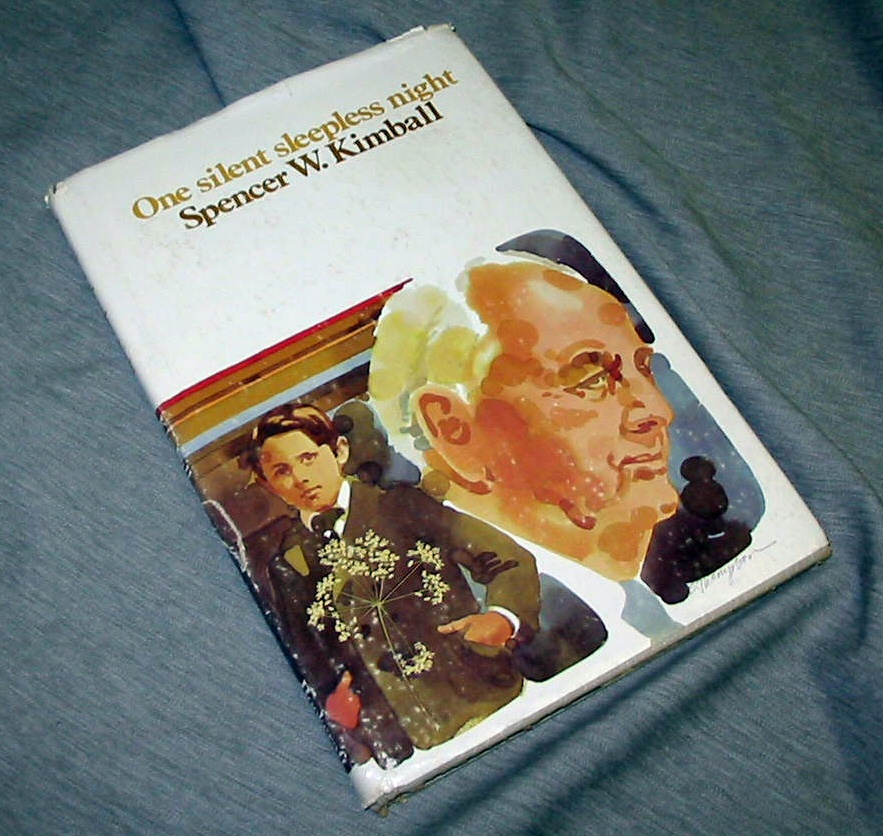 One silent sleepless night
Spencer W. Kimball